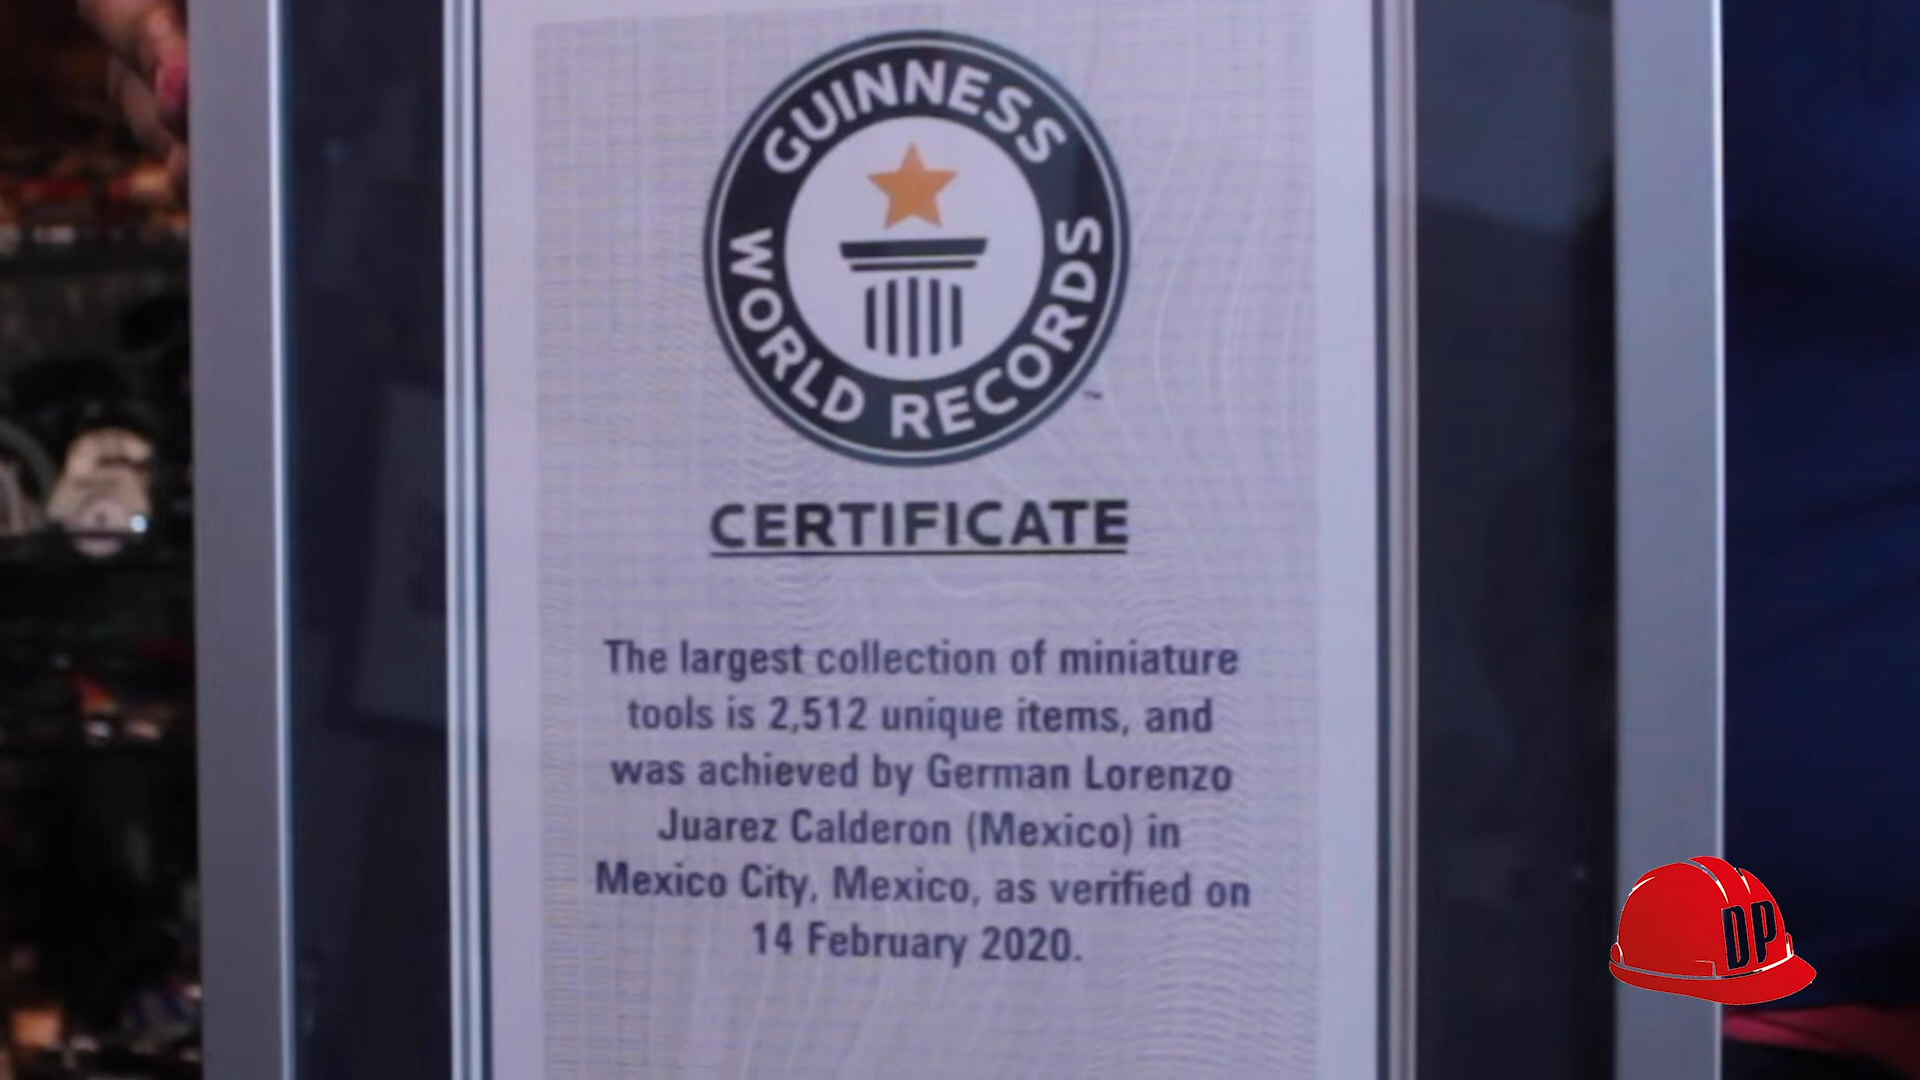 GUINNESS
WORLD RECORDS
™
CERTIFICATE
The largest collection of miniature
tools is 2,512 unique items, and
was achieved by German Lorenzo
Juarez Calderon (Mexico) in
Mexico City, Mexico, as verified on
14 February 2020.
DP